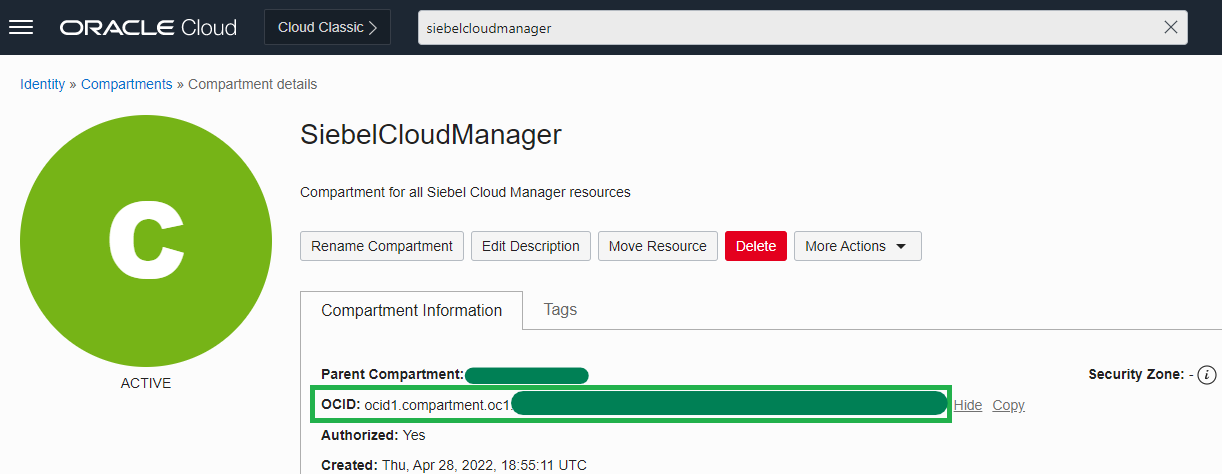 ORACLE Cloud
Cloud Classic >
siebelcloudmanager
Identity » Compartments » Compartment details
C
ACTIVE
SiebelCloudManager
Compartment for all Siebel Cloud Manager resources
Rename Compartment Edit Description Move Resource Delete More Actions
Compartment Information Tags
Parent Compartment: Security Zone: - i
OCID: ocid1.compartment.oc1. Hide Copy
Authorized: Yes
Created: Thu, Apr 28, 2022, 18:55:11 UTC